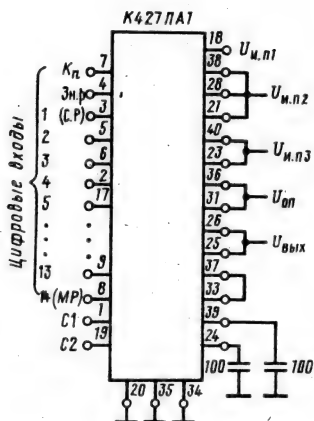 К427ПА1
Кп 7
Зн.р 4
1 (С.Р) 3
2 5
3 6
4 2
5 17
13 9
14 (МР) 8
С1 1
С2 19
Цифровые входы
18 Uи.п1
38
28 Uи.п2
21
40 Uи.п3
23
36 Uоп
31
26 Uвых
25
37
33
39
24
100 100
20 35 34